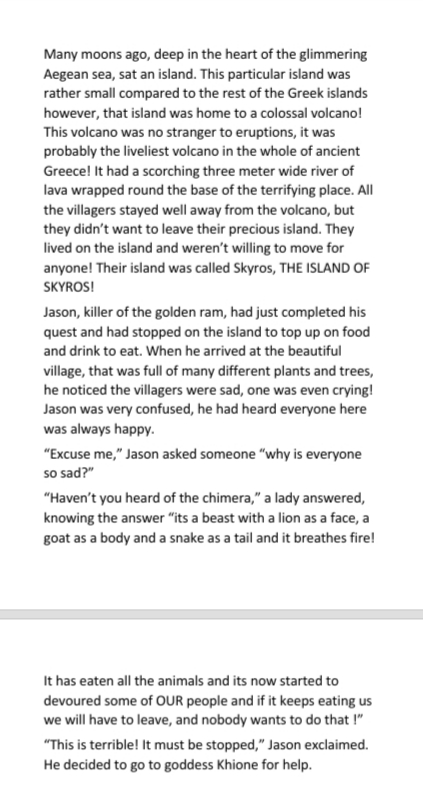 Many moons ago, deep in the heart of the glimmering
Aegean sea, sat an island. This particular island was
rather small compared to the rest of the Greek islands
however, that island was home to a colossal volcano!
This volcano was no stranger to eruptions, it was
probably the liveliest volcano in the whole of ancient
Greece! It had a scorching three meter wide river of
lava wrapped round the base of the terrifying place. All
the villagers stayed well away from the volcano, but
they didn’t want to leave their precious island. They
lived on the island and weren’t willing to move for
anyone! Their island was called Skyros, THE ISLAND OF
SKYROS!
Jason, killer of the golden ram, had just completed his
quest and had stopped on the island to top up on food
and drink to eat. When he arrived at the beautiful
village, that was full of many different plants and trees,
he noticed the villagers were sad, one was even crying!
Jason was very confused, he had heard everyone here
was always happy.
“Excuse me,” Jason asked someone “why is everyone
so sad?”
“Haven’t you heard of the chimera,” a lady answered,
knowing the answer “its a beast with a lion as a face, a
goat as a body and a snake as a tail and it breathes fire!
It has eaten all the animals and its now started to
devoured some of OUR people and if it keeps eating us
we will have to leave, and nobody wants to do that !”
“This is terrible! It must be stopped,” Jason exclaimed.
He decided to go to goddess Khione for help.